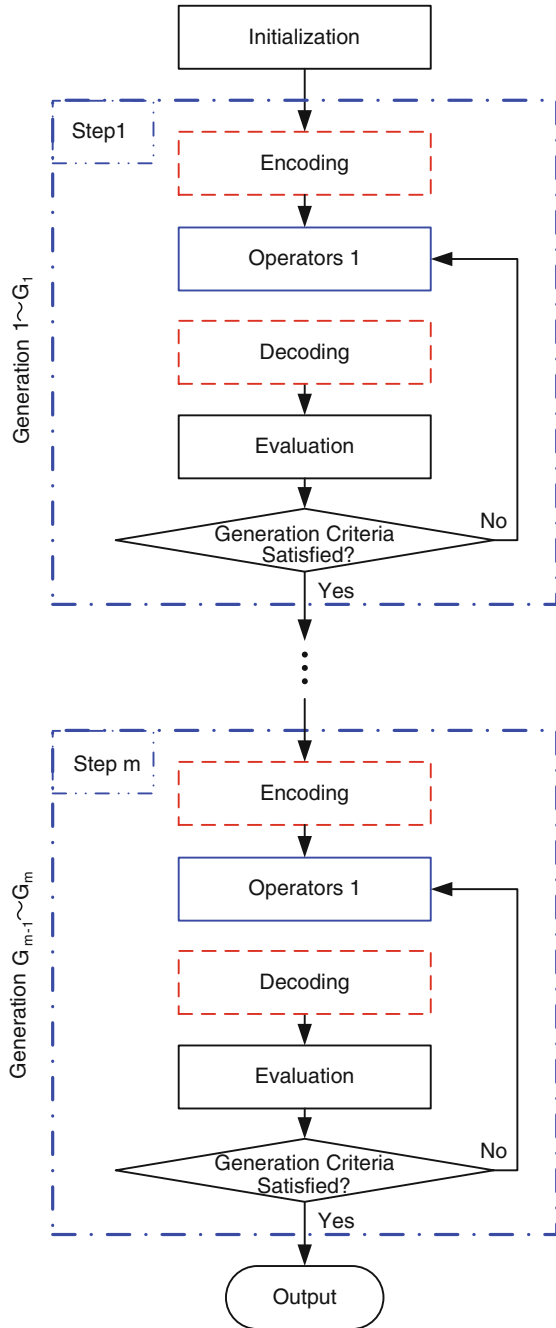 Initialization
Step1
Encoding
Operators 1
Generation 1～G₁
Decoding
Evaluation
Generation Criteria
Satisfied?
No
Yes
Step m
Encoding
Operators 1
Generation Gₘ₋₁～Gₘ
Decoding
Evaluation
Generation Criteria
Satisfied?
No
Yes
Output